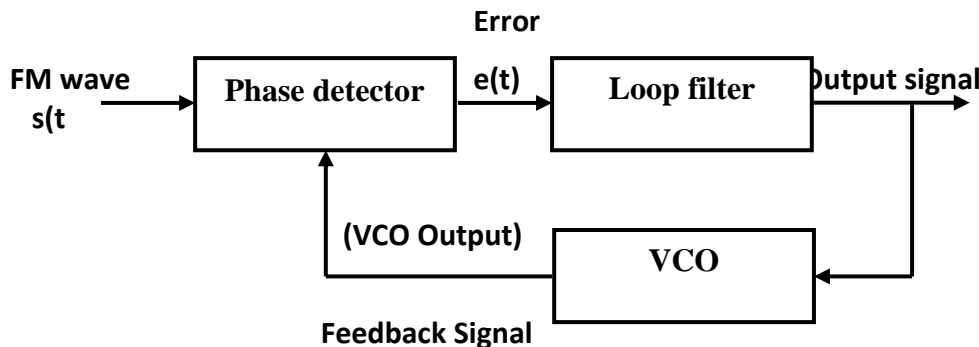 Error
FM wave
s(t
Phase detector
e(t)
Loop filter
Output signal
(VCO Output)
VCO
Feedback Signal